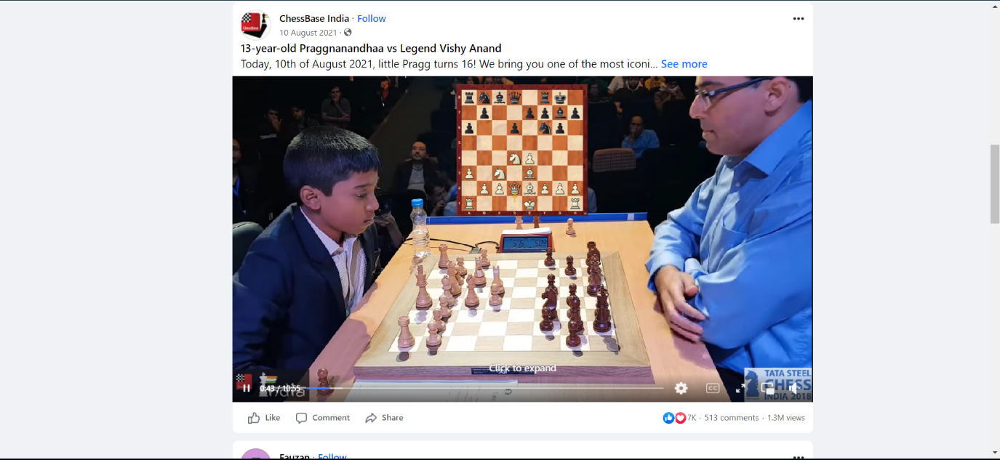 ChessBase India · Follow
10 August 2021 ·
13-year-old Praggnanandhaa vs Legend Vishy Anand
Today, 10th of August 2021, little Pragg turns 16! We bring you one of the most iconi... See more
Click to expand
0:43 / 10:55
CC
TATA STEEL
CHESS
INDIA 2018
Like
Comment
Share
7K · 513 comments · 1.3M views
Fauzan · Follow